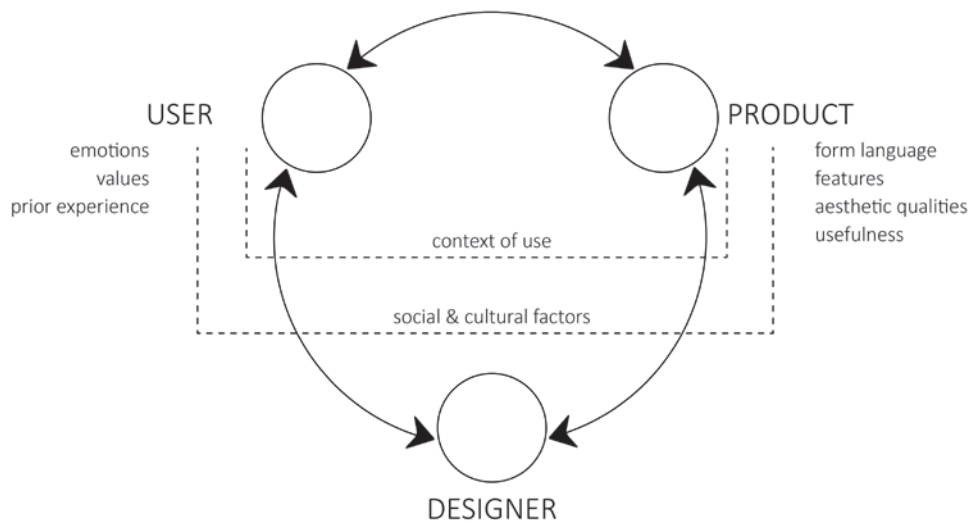 USER
emotions
values
prior experience
PRODUCT
form language
features
aesthetic qualities
usefulness
context of use
social & cultural factors
DESIGNER